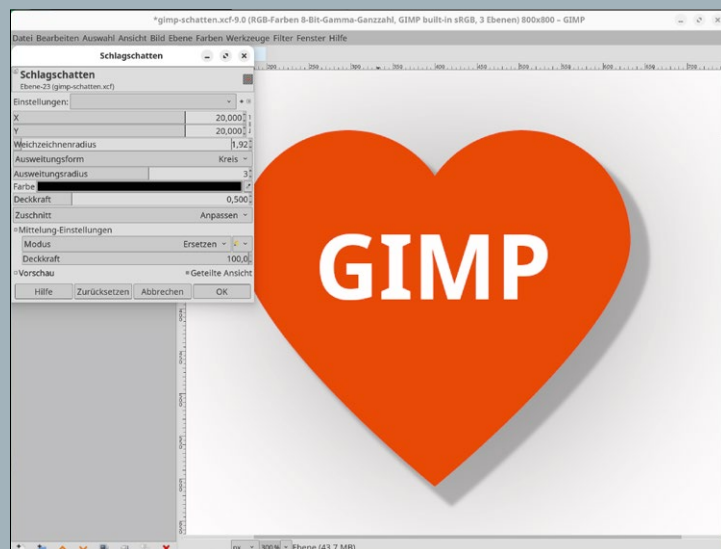 *gimp-schatten.xcf-9.0 (RGB-Farben 8-Bit-Gamma-Ganzzahl, GIMP built-in sRGB, 3 Ebenen) 800x800 – GIMP
Datei Bearbeiten Auswahl Ansicht Bild Ebene Farben Werkzeuge Filter Fenster Hilfe
Schlagschatten
Schlagschatten
Ebene-23 (gimp-schatten.xcf)
Einstellungen:
X 20,000
Y 20,000
Weichzeichnenradius 1,92
Ausweitungsform Kreis
Ausweitungsradius 3
Farbe
Deckkraft 0,500
Zuschnitt Anpassen
Mittelung-Einstellungen
Modus Ersetzen
Deckkraft 100,0
Vorschau Geteilte Ansicht
Hilfe Zurücksetzen Abbrechen OK
GIMP
px 300 % Ebene (43,7 MB)